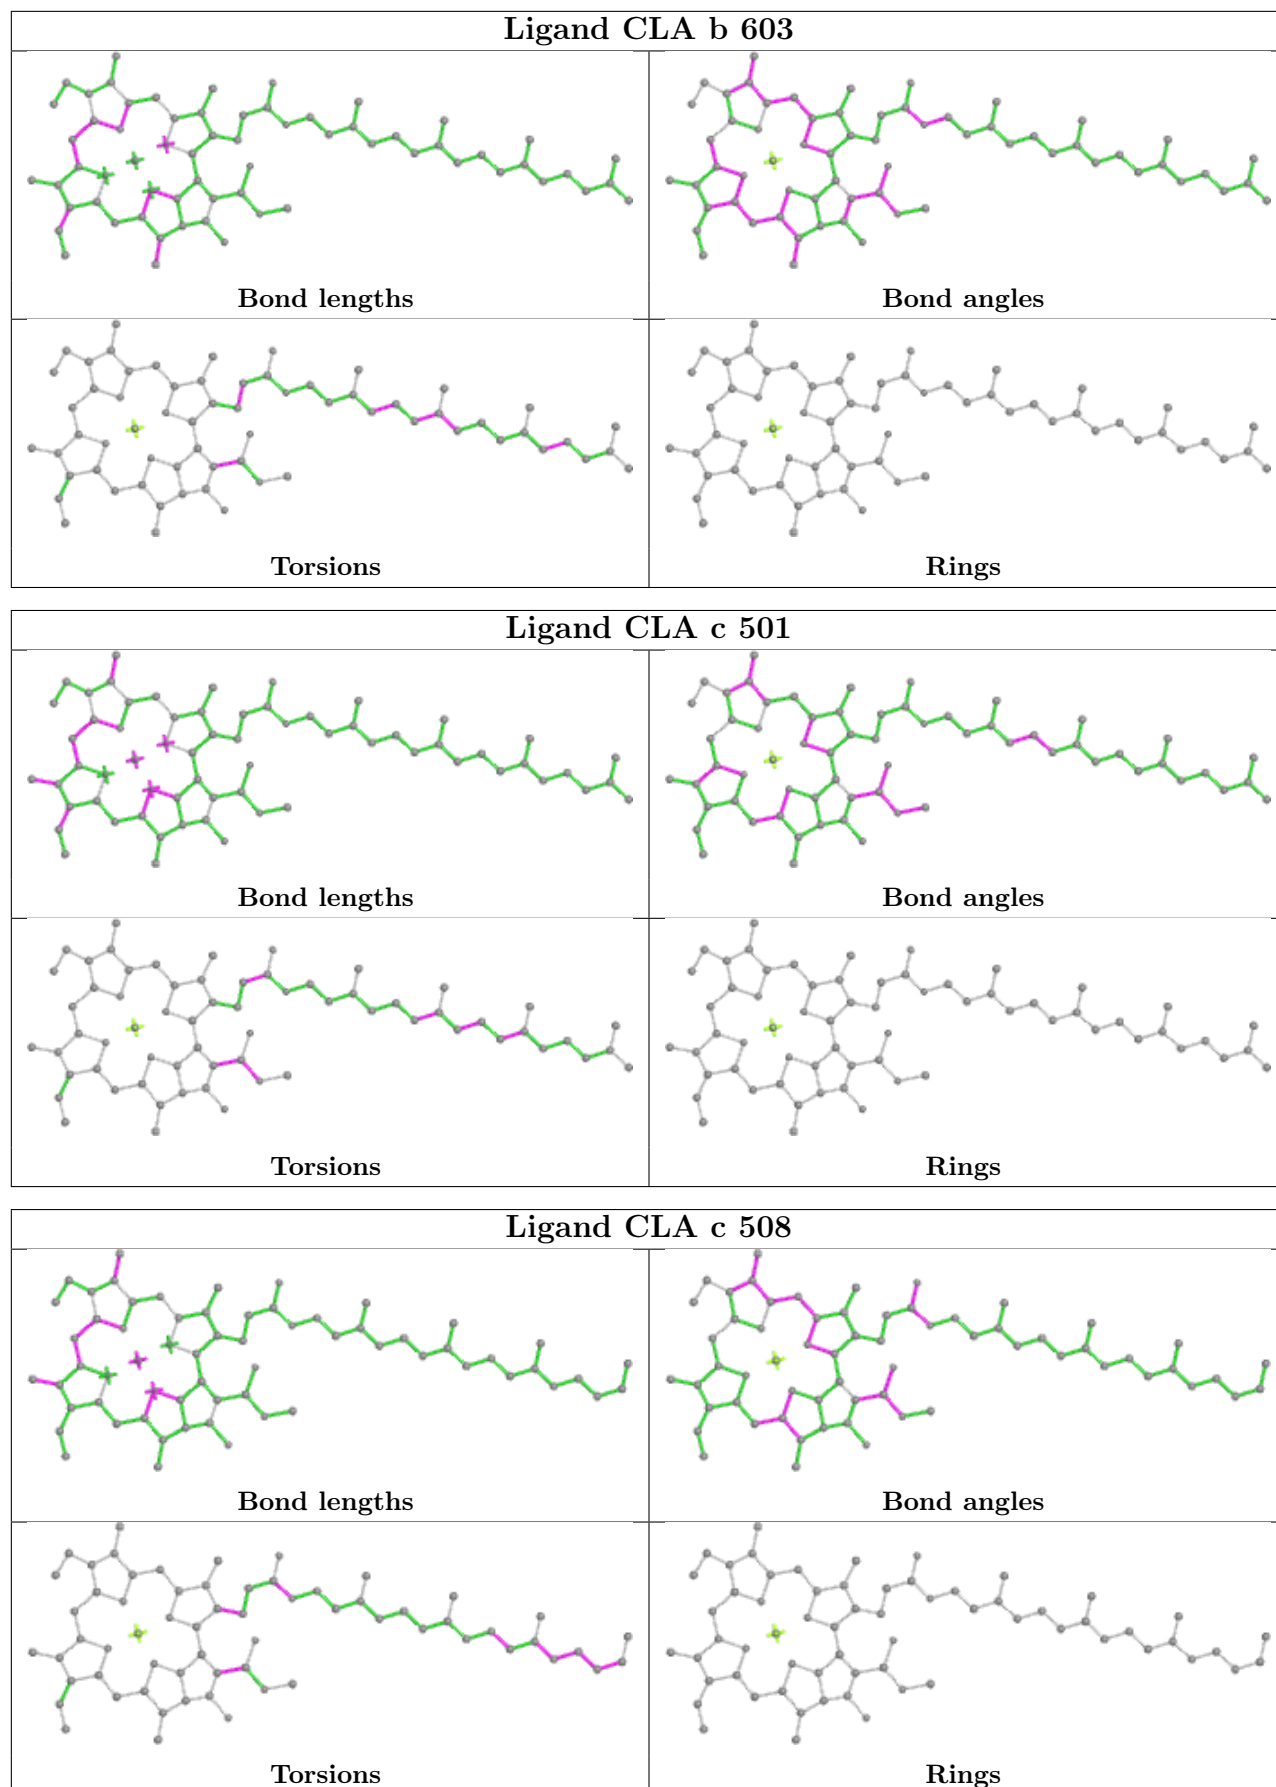 Ligand CLA b 603
Bond lengths
Bond angles
Torsions
Rings
Ligand CLA c 501
Bond lengths
Bond angles
Torsions
Rings
Ligand CLA c 508
Bond lengths
Bond angles
Torsions
Rings